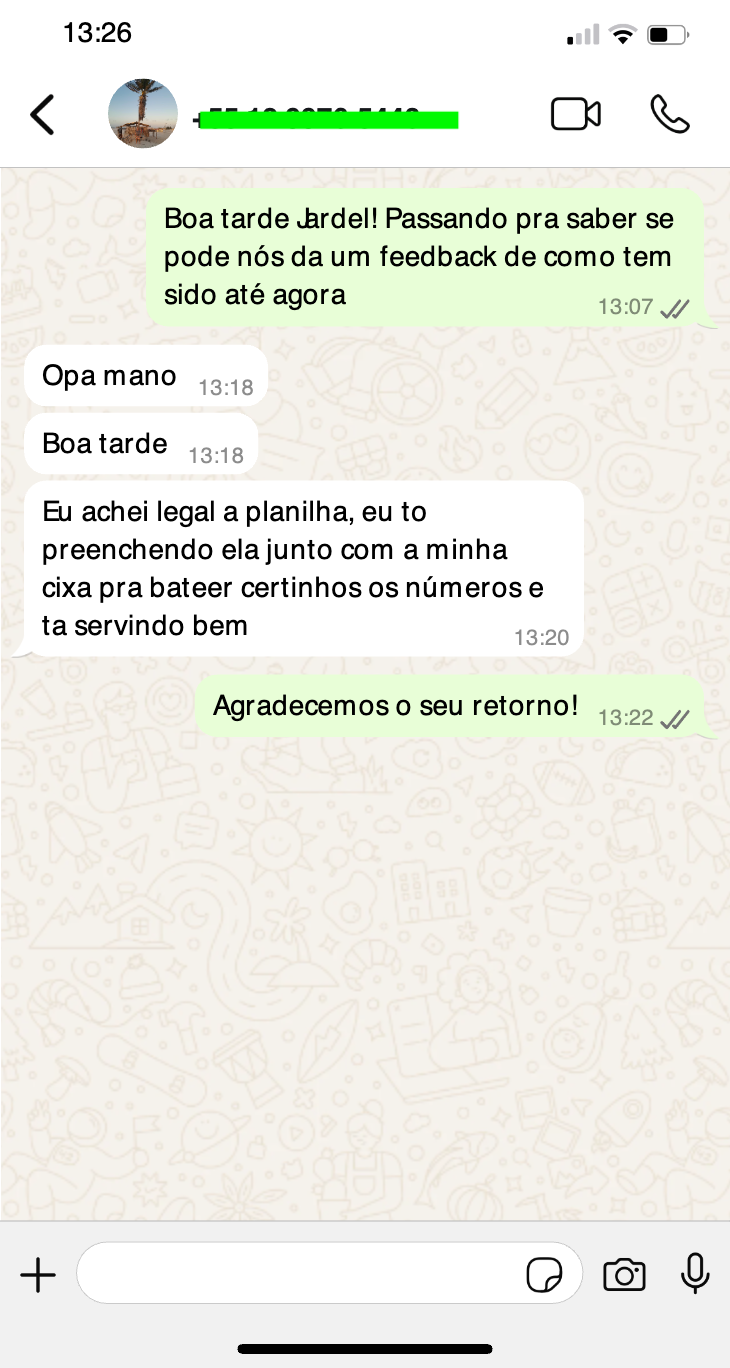 13:26
Boa tarde Jardel! Passando pra saber se
pode nós da um feedback de como tem
sido até agora
13:07
Opa mano
13:18
Boa tarde
13:18
Eu achei legal a planilha, eu to
preenchendo ela junto com a minha
cixa pra bateer certinhos os números e
ta servindo bem
13:20
Agradecemos o seu retorno!
13:22